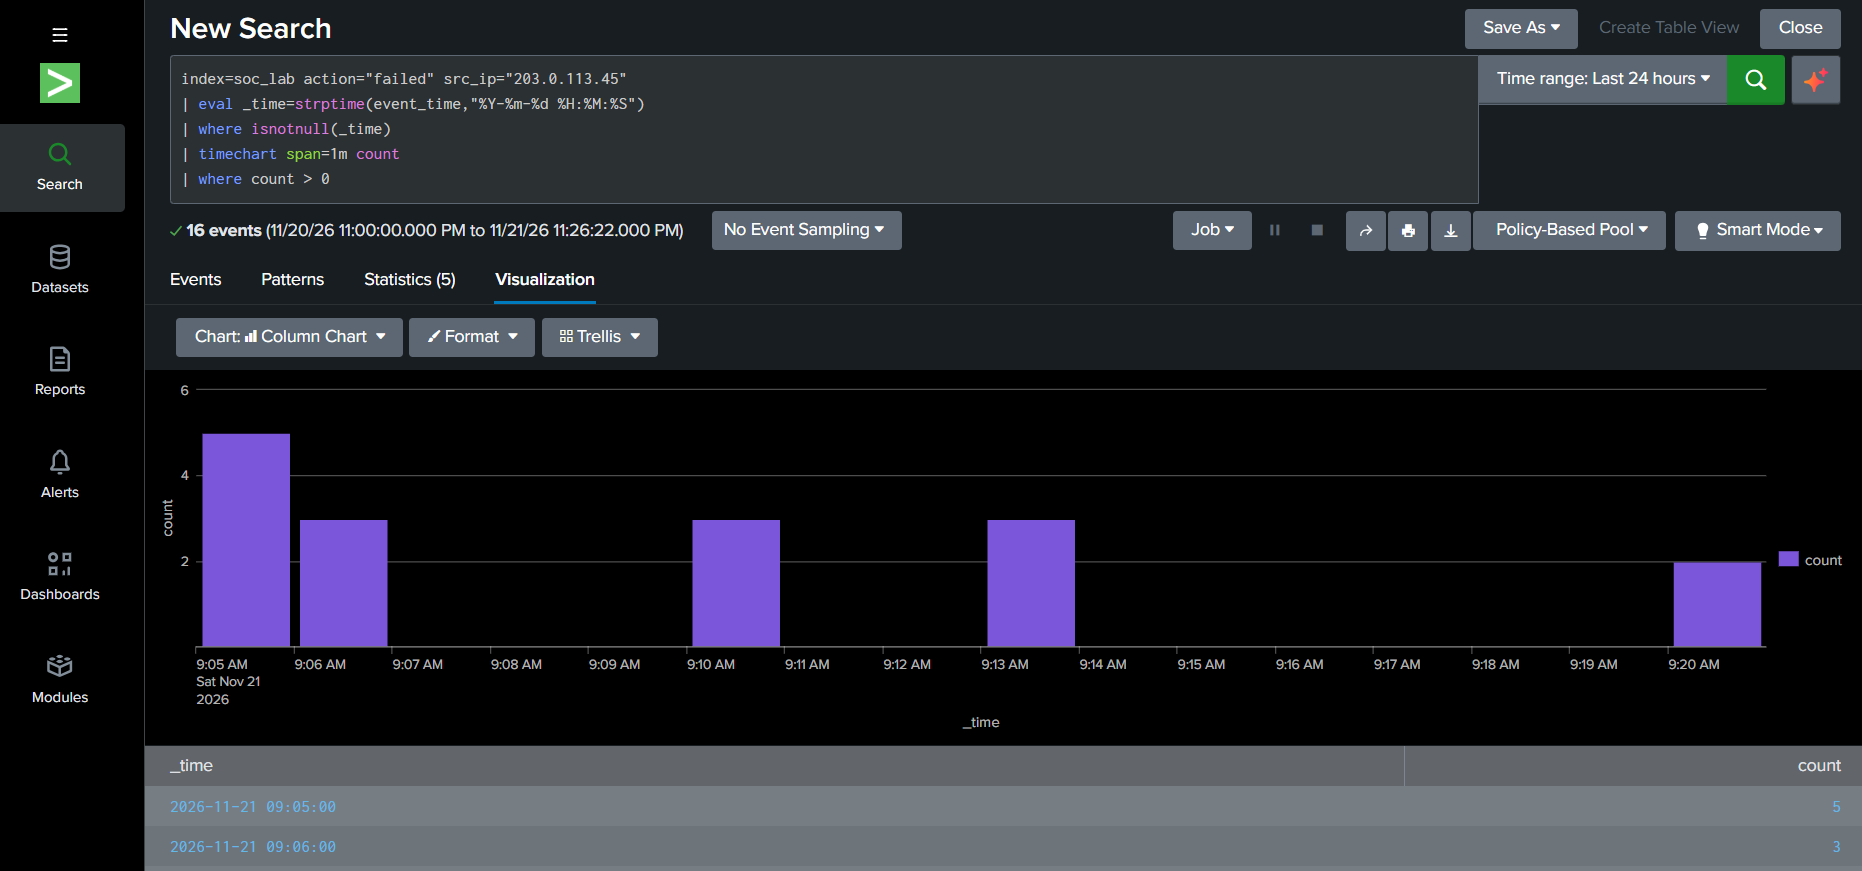 New Search
Save As
Create Table View
Close
index=soc_lab action="failed" src_ip="203.0.113.45"
| eval _time=strptime(event_time,"%Y-%m-%d %H:%M:%S")
| where isnotnull(_time)
| timechart span=1m count
| where count > 0
Time range: Last 24 hours
16 events (11/20/26 11:00:00.000 PM to 11/21/26 11:26:22.000 PM)
No Event Sampling
Job
Policy-Based Pool
Smart Mode
Search
Datasets
Reports
Alerts
Dashboards
Modules
Events
Patterns
Statistics (5)
Visualization
Chart: Column Chart
Format
Trellis
6
4
2
count
9:05 AM
Sat Nov 21
2026
9:06 AM
9:07 AM
9:08 AM
9:09 AM
9:10 AM
9:11 AM
9:12 AM
9:13 AM
9:14 AM
9:15 AM
9:16 AM
9:17 AM
9:18 AM
9:19 AM
9:20 AM
_time
count
_time count
2026-11-21 09:05:00 5
2026-11-21 09:06:00 3